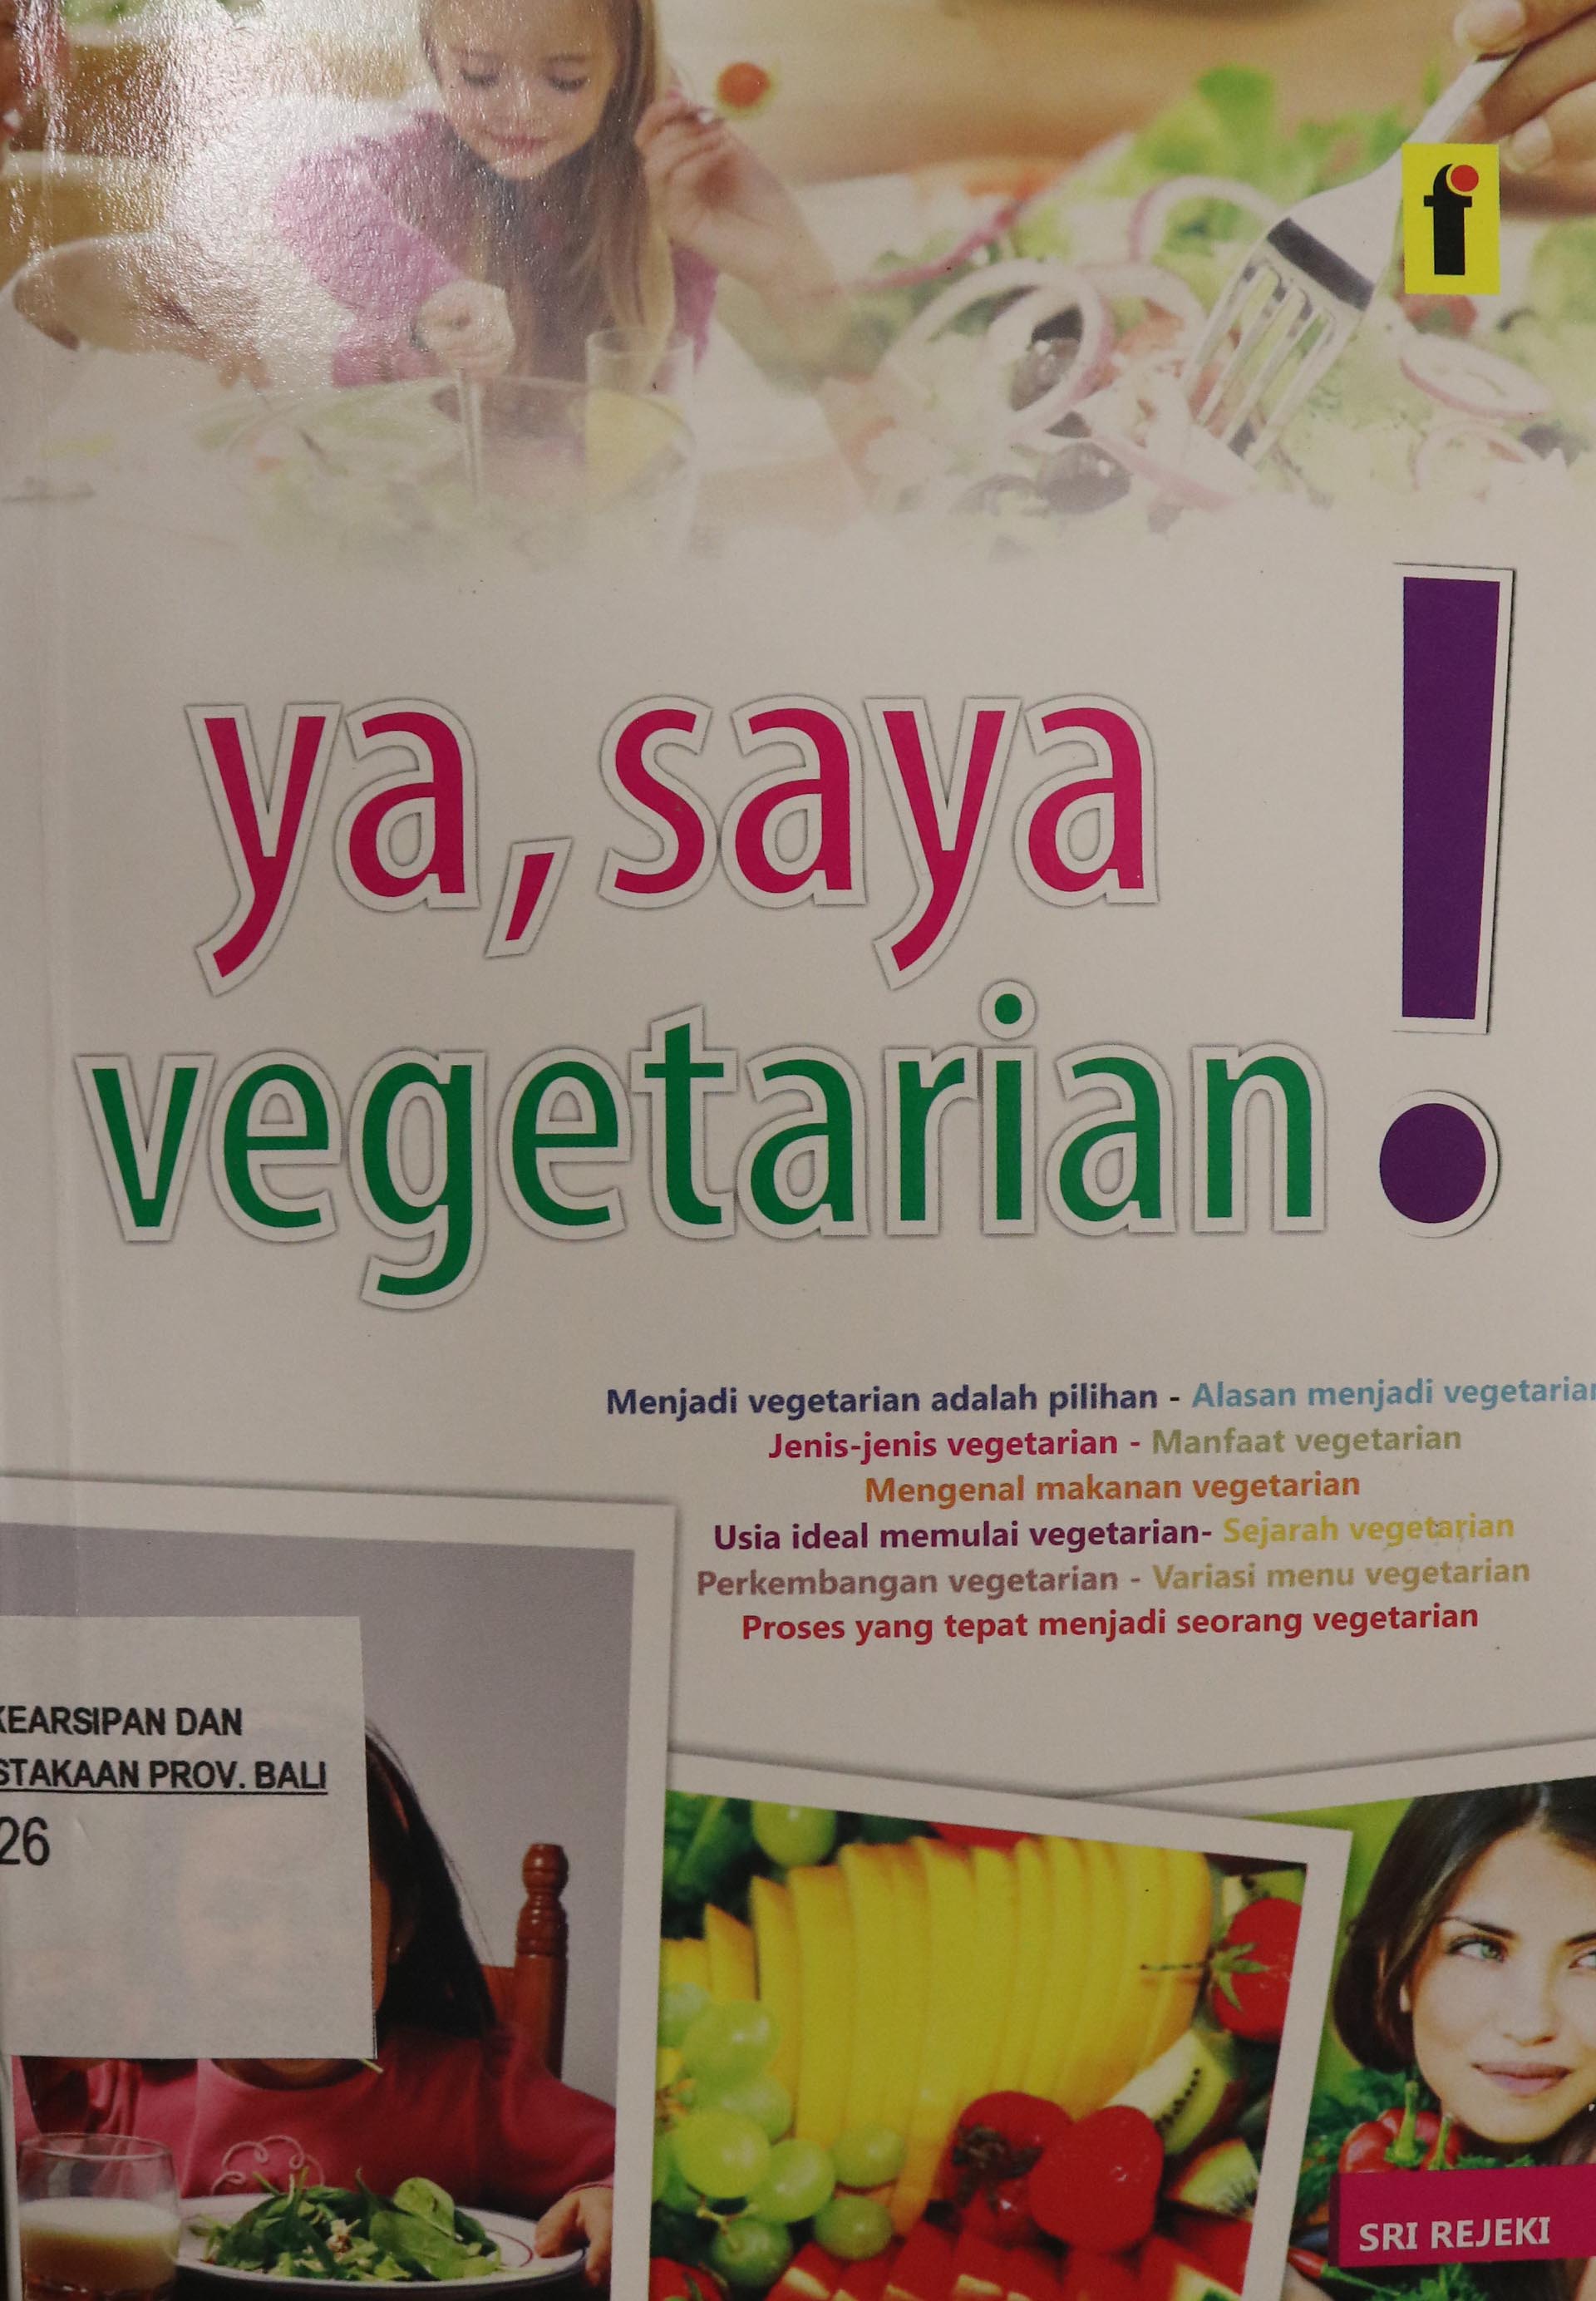 f
ya, saya
vegetarian!
Menjadi vegetarian adalah pilihan - Alasan menjadi vegetarian
Jenis-jenis vegetarian - Manfaat vegetarian
Mengenal makanan vegetarian
Usia ideal memulai vegetarian- Sejarah vegetarian
Perkembangan vegetarian - Variasi menu vegetarian
Proses yang tepat menjadi seorang vegetarian
KEARSIPAN DAN
STAKAAN PROV. BALI
26
SRI REJEKI